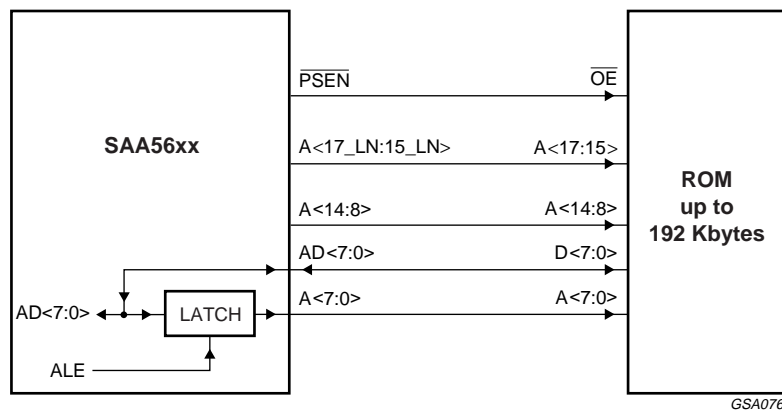 PSEN OE
SAA56xx
A<17_LN:15_LN> A<17:15>
ROM
up to
192 Kbytes
A<14:8> A<14:8>
AD<7:0> D<7:0>
A<7:0> A<7:0>
AD<7:0> LATCH
ALE
GSA076